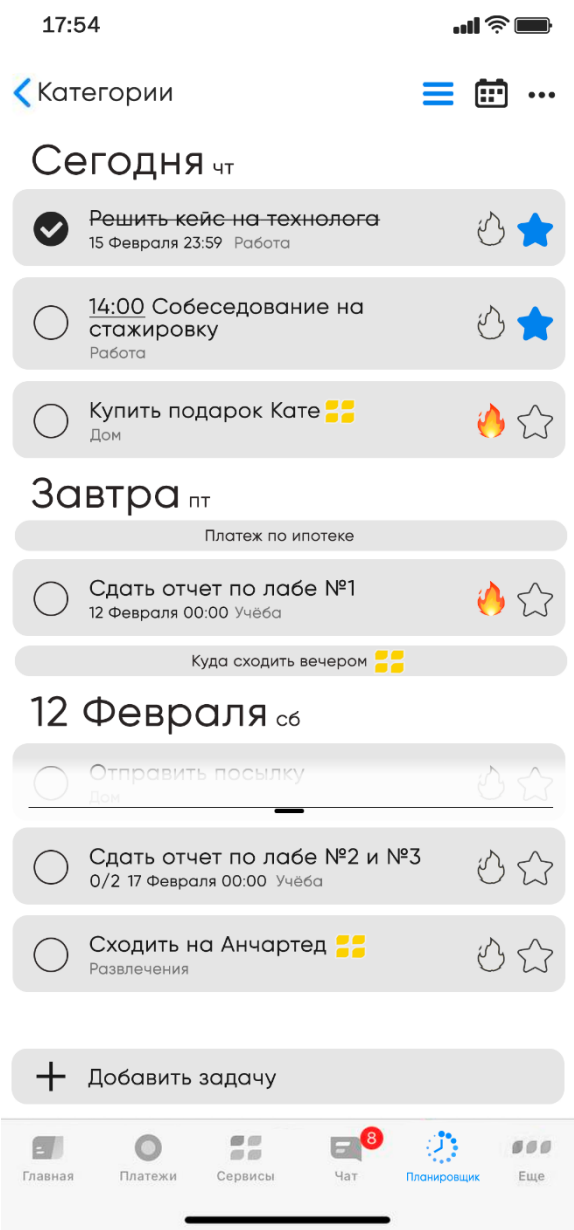 17:54
Категории
Сегодня чт
Решить кейс на технолога
15 Февраля 23:59 Работа
14:00 Собеседование на
стажировку
Работа
Купить подарок Кате
Дом
Завтра пт
Платеж по ипотеке
Сдать отчет по лабе №1
12 Февраля 00:00 Учёба
Куда сходить вечером
12 Февраля сб
Отправить посылку
Дом
Сдать отчет по лабе №2 и №3
0/2 17 Февраля 00:00 Учёба
Сходить на Анчартед
Развлечения
Добавить задачу
8
Главная Платежи Сервисы Чат Планировщик Еще